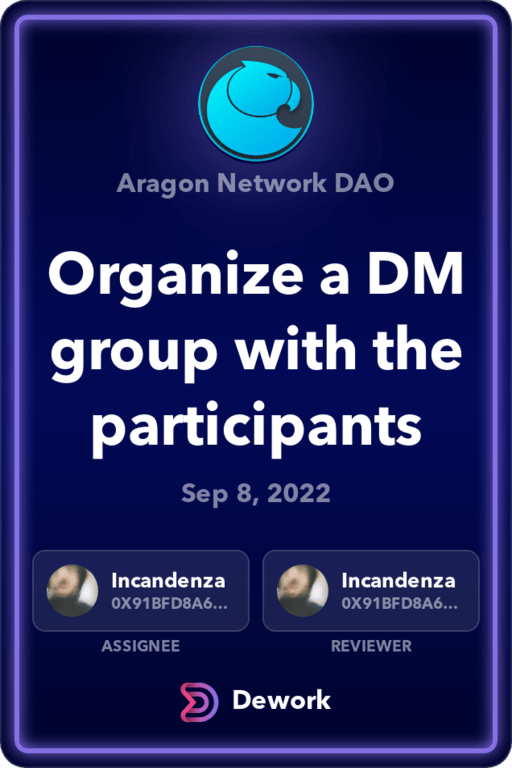 Aragon Network DAO
Organize a DM
group with the
participants
Sep 8, 2022
Incandenza
0X91BFD8A6...
Incandenza
0X91BFD8A6...
ASSIGNEE
REVIEWER
Dework